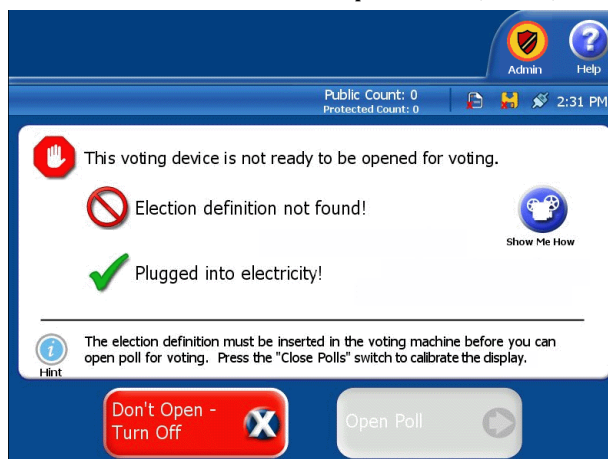 Admin
Help
Public Count: 0
Protected Count: 0
2:31 PM
This voting device is not ready to be opened for voting.
Election definition not found!
Show Me How
Plugged into electricity!
The election definition must be inserted in the voting machine before you can
open poll for voting. Press the "Close Polls" switch to calibrate the display.
Hint
Don't Open -
Turn Off
Open Poll